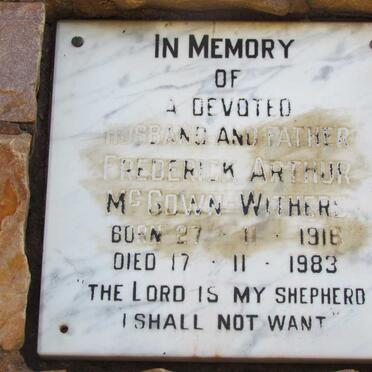 IN MEMORY
OF
A DEVOTED
HUSBAND AND FATHER
FREDERICK ARTHUR
MCGOWN WITHERS
BORN 27 · 11 · 1916
DIED 17 · 11 · 1983
"THE LORD IS MY SHEPHERD
I SHALL NOT WANT"